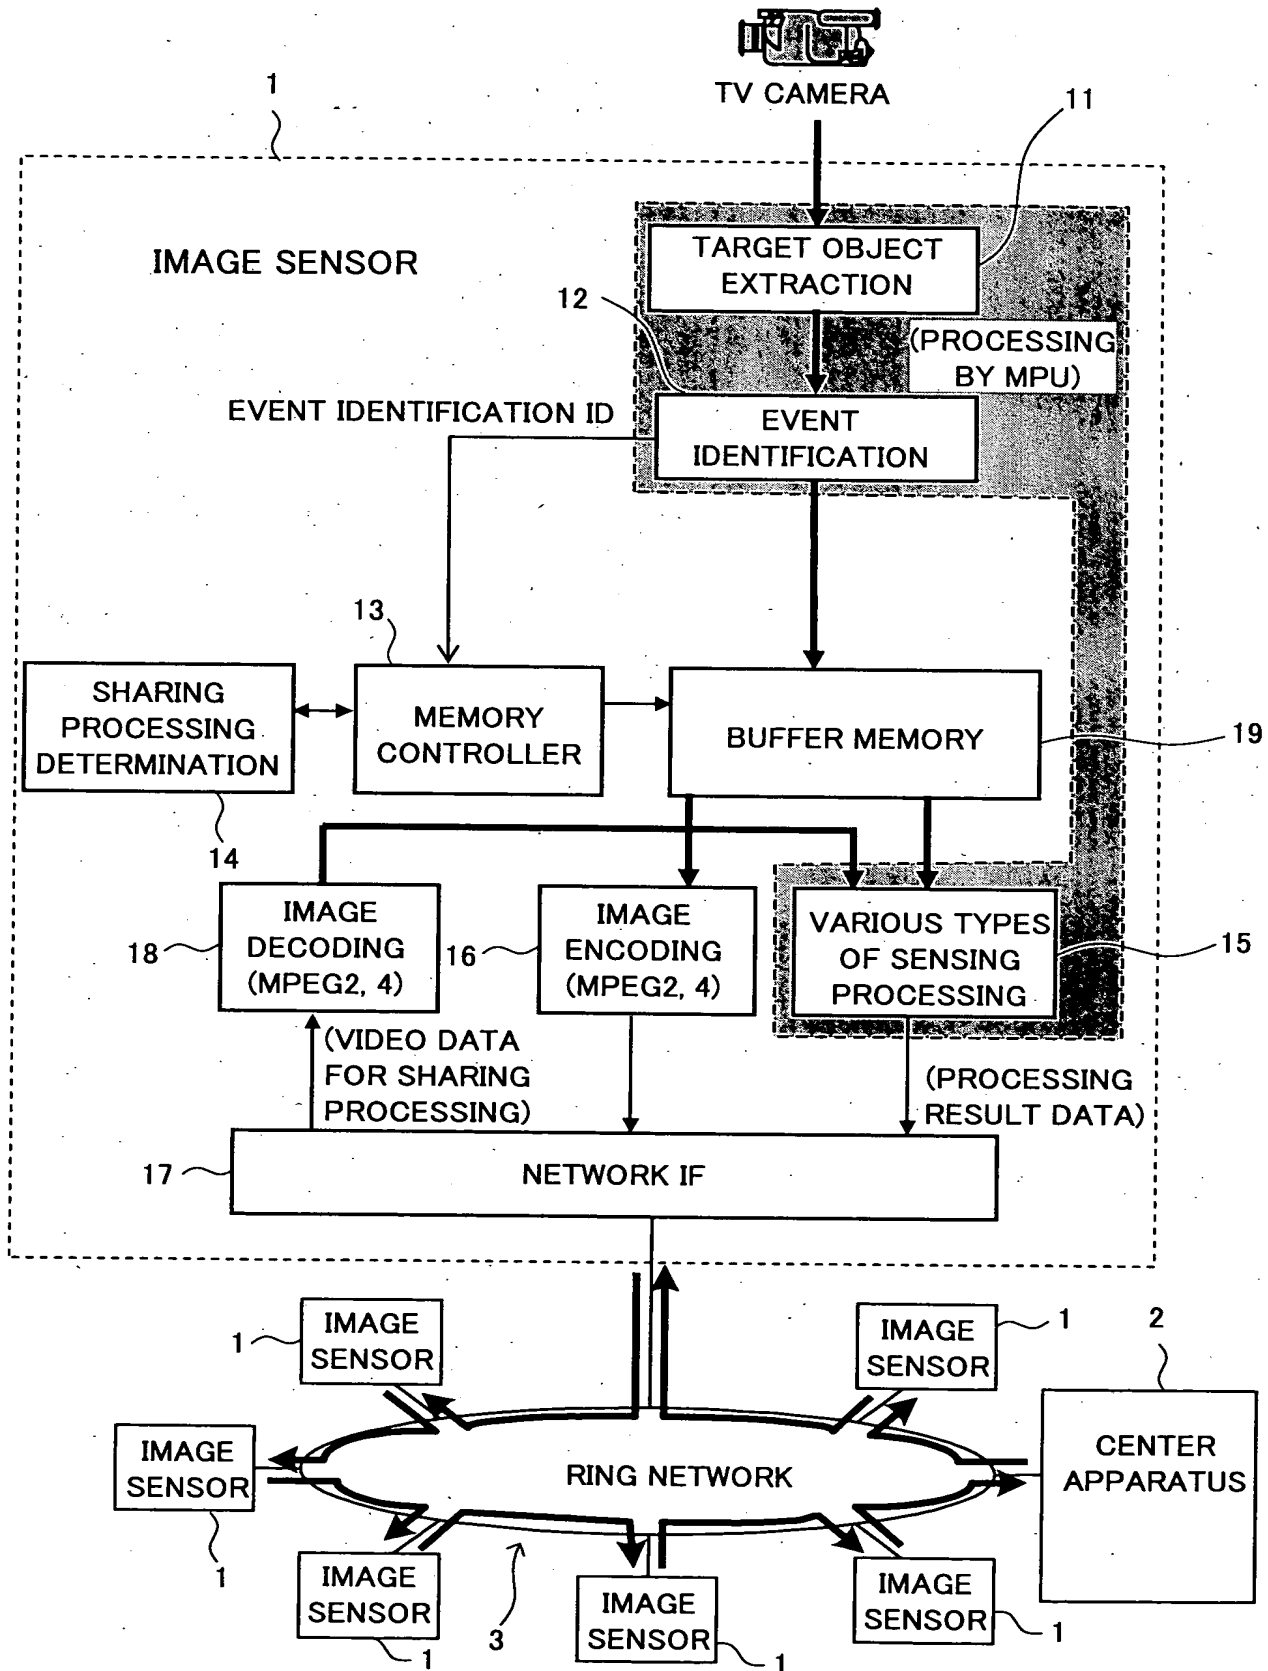 TV CAMERA
1
11
IMAGE SENSOR
TARGET OBJECT
EXTRACTION
12
(PROCESSING
BY MPU)
EVENT IDENTIFICATION ID
EVENT
IDENTIFICATION
13
SHARING
PROCESSING
DETERMINATION
MEMORY
CONTROLLER
BUFFER MEMORY
19
14
IMAGE
DECODING
(MPEG2, 4)
18
IMAGE
ENCODING
(MPEG2, 4)
16
VARIOUS TYPES
OF SENSING
PROCESSING
15
(VIDEO DATA
FOR SHARING
PROCESSING)
(PROCESSING
RESULT DATA)
17
NETWORK IF
1
IMAGE
SENSOR
IMAGE
SENSOR
1
2
IMAGE
SENSOR
1
RING NETWORK
CENTER
APPARATUS
IMAGE
SENSOR
1
3
IMAGE
SENSOR
1
IMAGE
SENSOR
1